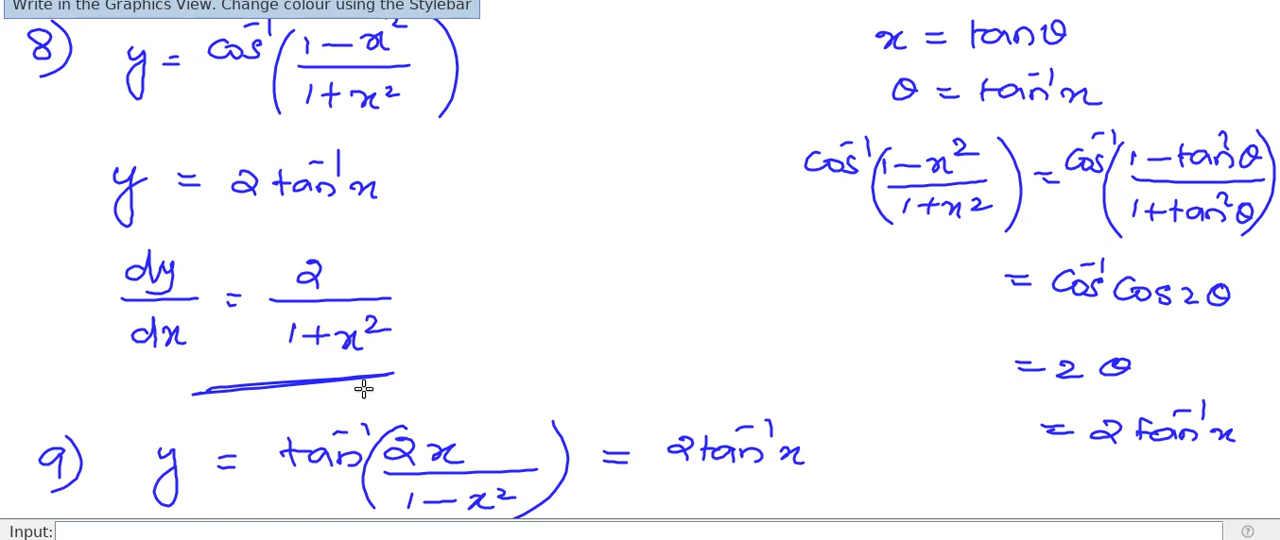 Write in the Graphics View. Change colour using the Stylebar
8) y = cos⁻¹((1-x²)/(1+x²))
y = 2 tan⁻¹x
dy/dx = 2/(1+x²)
9) y = tan⁻¹(2x/(1-x²)) = 2tan⁻¹x
x = tanθ
θ = tan⁻¹x
cos⁻¹((1-x²)/(1+x²)) = cos⁻¹((1-tan²θ)/(1+tan²θ))
= cos⁻¹ cos 2θ
= 2θ
= 2 tan⁻¹x
Input: